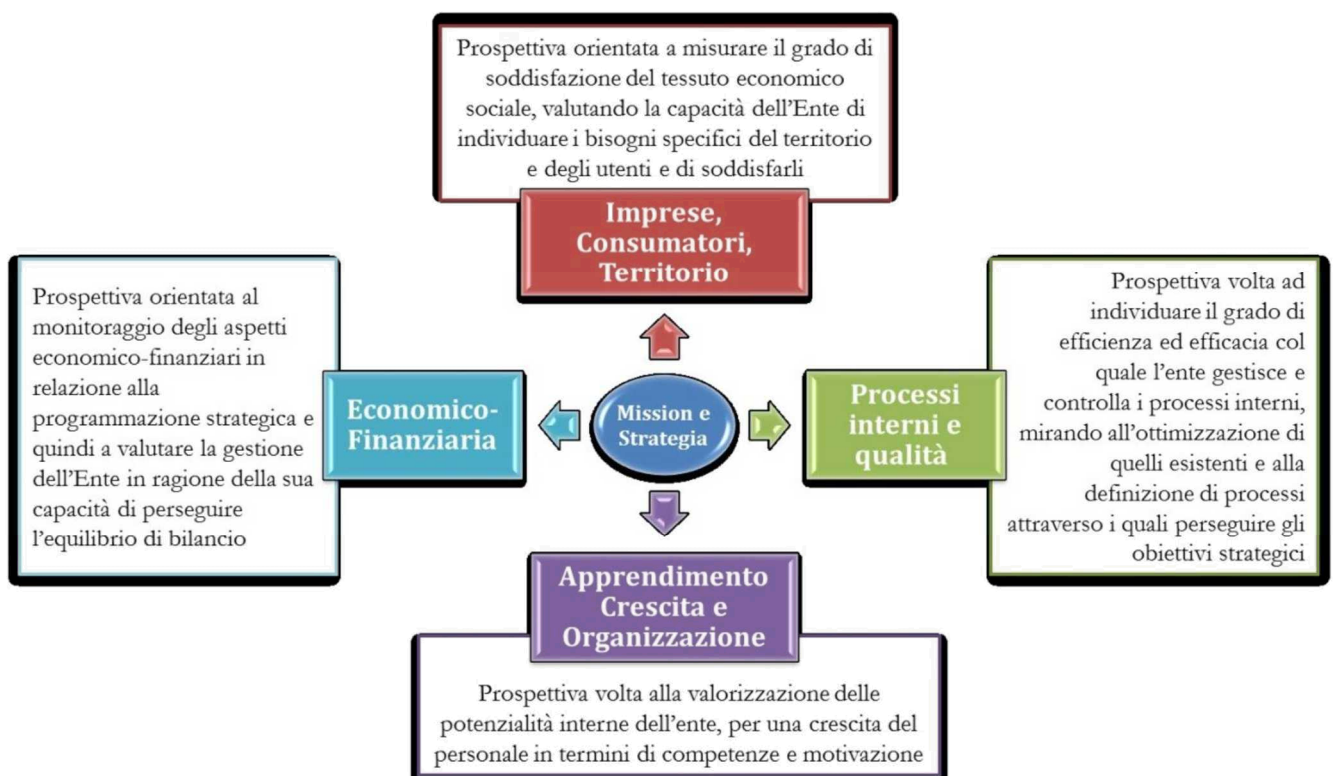 Prospettiva orientata a misurare il grado di
soddisfazione del tessuto economico
sociale, valutando la capacità dell'Ente di
individuare i bisogni specifici del territorio
e degli utenti e di soddisfarli
Imprese,
Consumatori,
Territorio
Prospettiva orientata al
monitoraggio degli aspetti
economico-finanziari in
relazione alla
programmazione strategica e
quindi a valutare la gestione
dell'Ente in ragione della sua
capacità di perseguire
l'equilibrio di bilancio
Economico-
Finanziaria
Mission e
Strategia
Processi
interni e
qualità
Prospettiva volta ad
individuare il grado di
efficienza ed efficacia col
quale l'ente gestisce e
controlla i processi interni,
mirando all'ottimizzazione di
quelli esistenti e alla
definizione di processi
attraverso i quali perseguire gli
obiettivi strategici
Apprendimento
Crescita e
Organizzazione
Prospettiva volta alla valorizzazione delle
potenzialità interne dell'ente, per una crescita del
personale in termini di competenze e motivazione